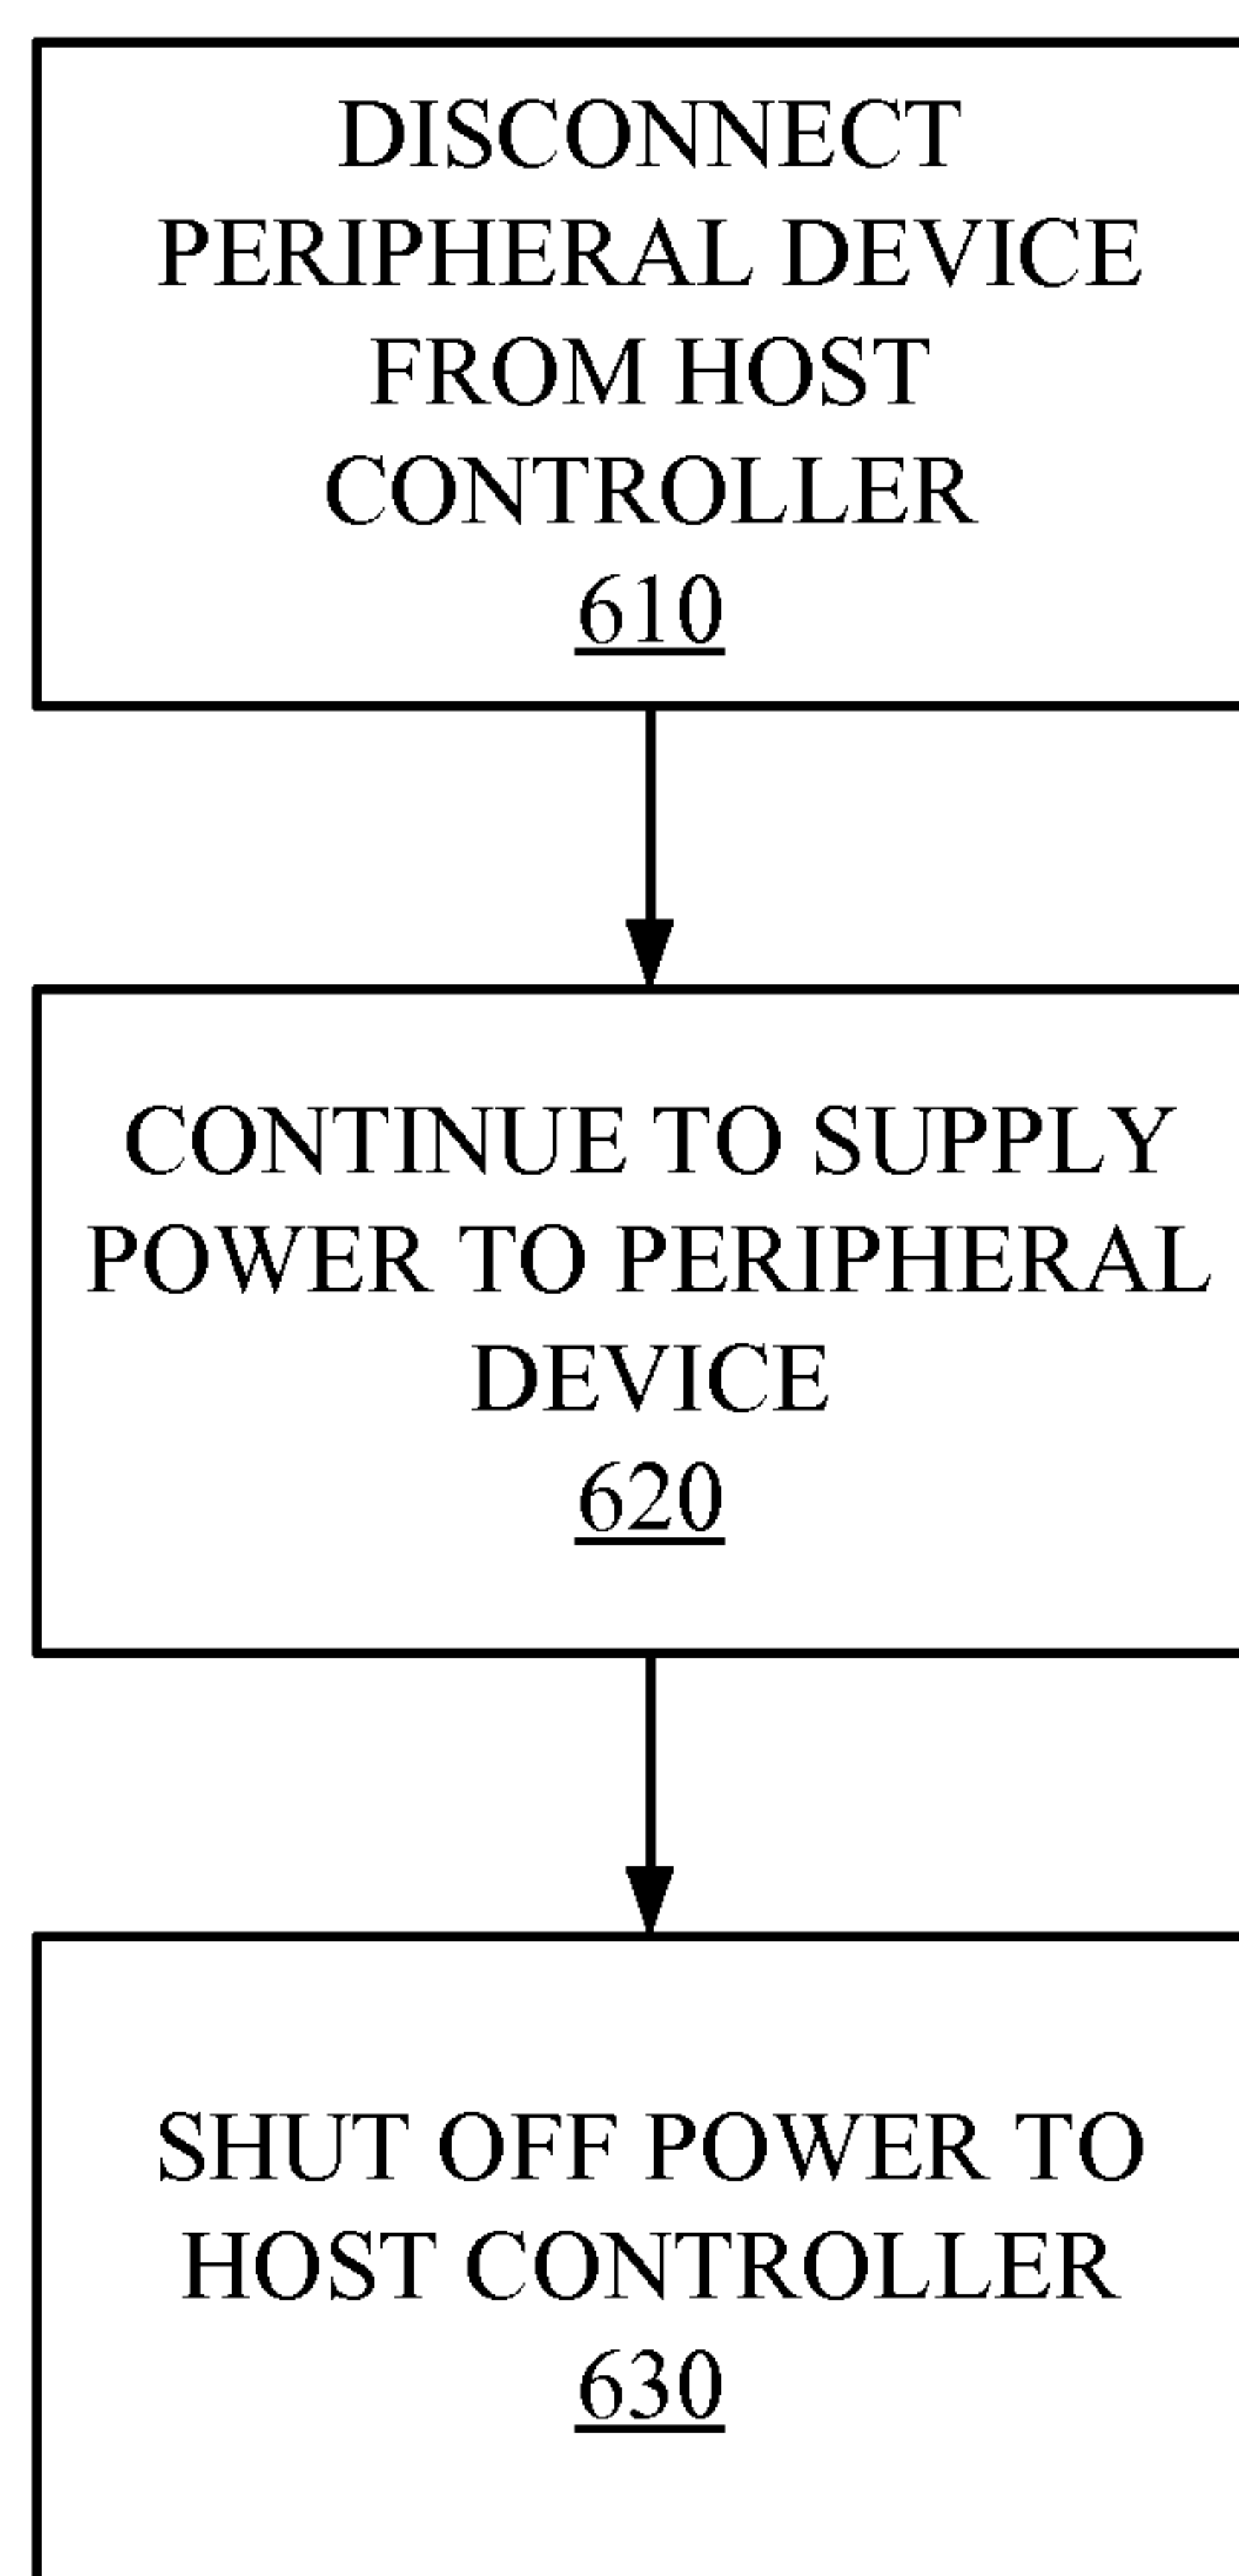 DISCONNECT
PERIPHERAL DEVICE
FROM HOST
CONTROLLER
610
CONTINUE TO SUPPLY
POWER TO PERIPHERAL
DEVICE
620
SHUT OFF POWER TO
HOST CONTROLLER
630